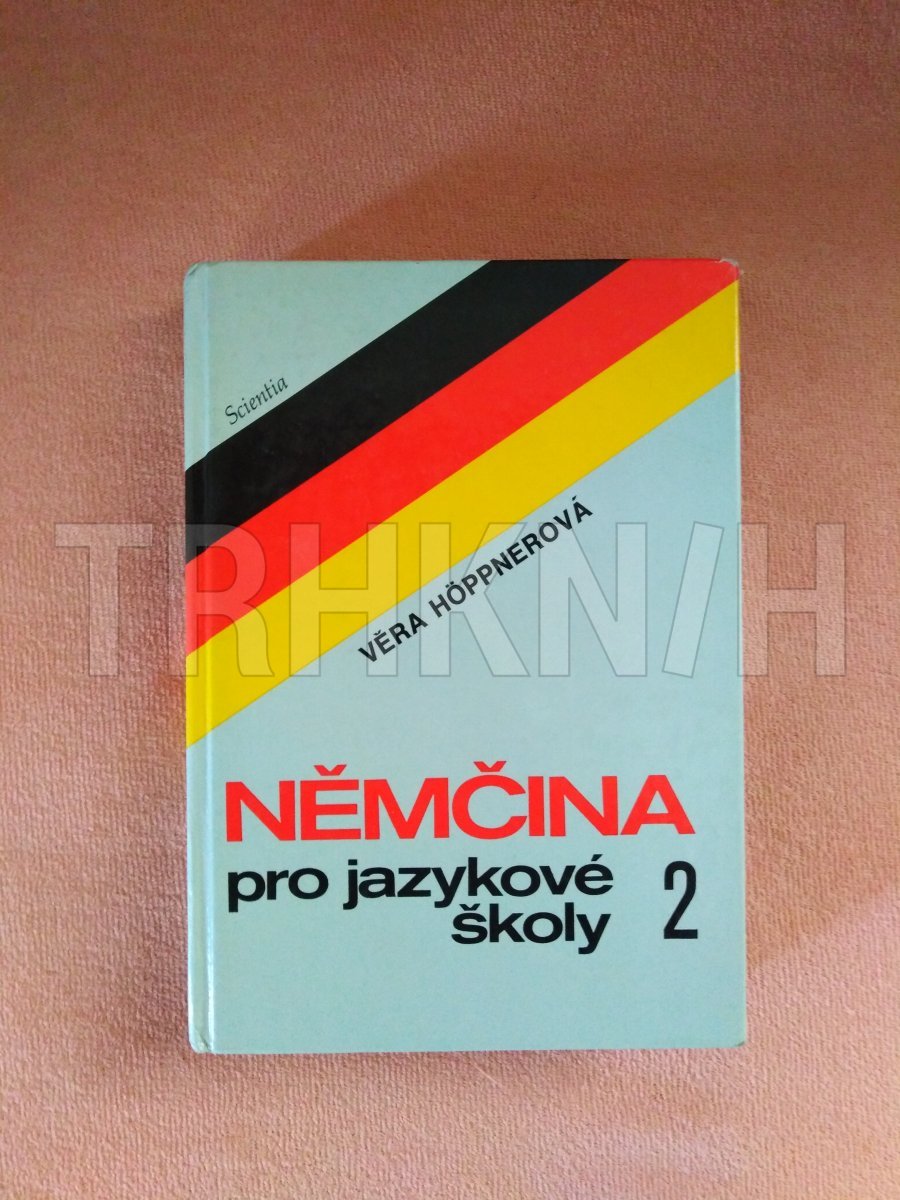 Scientia
VĚRA HÖPPNEROVÁ
TRHKNIH
NĚMČINA
pro jazykové
školy 2